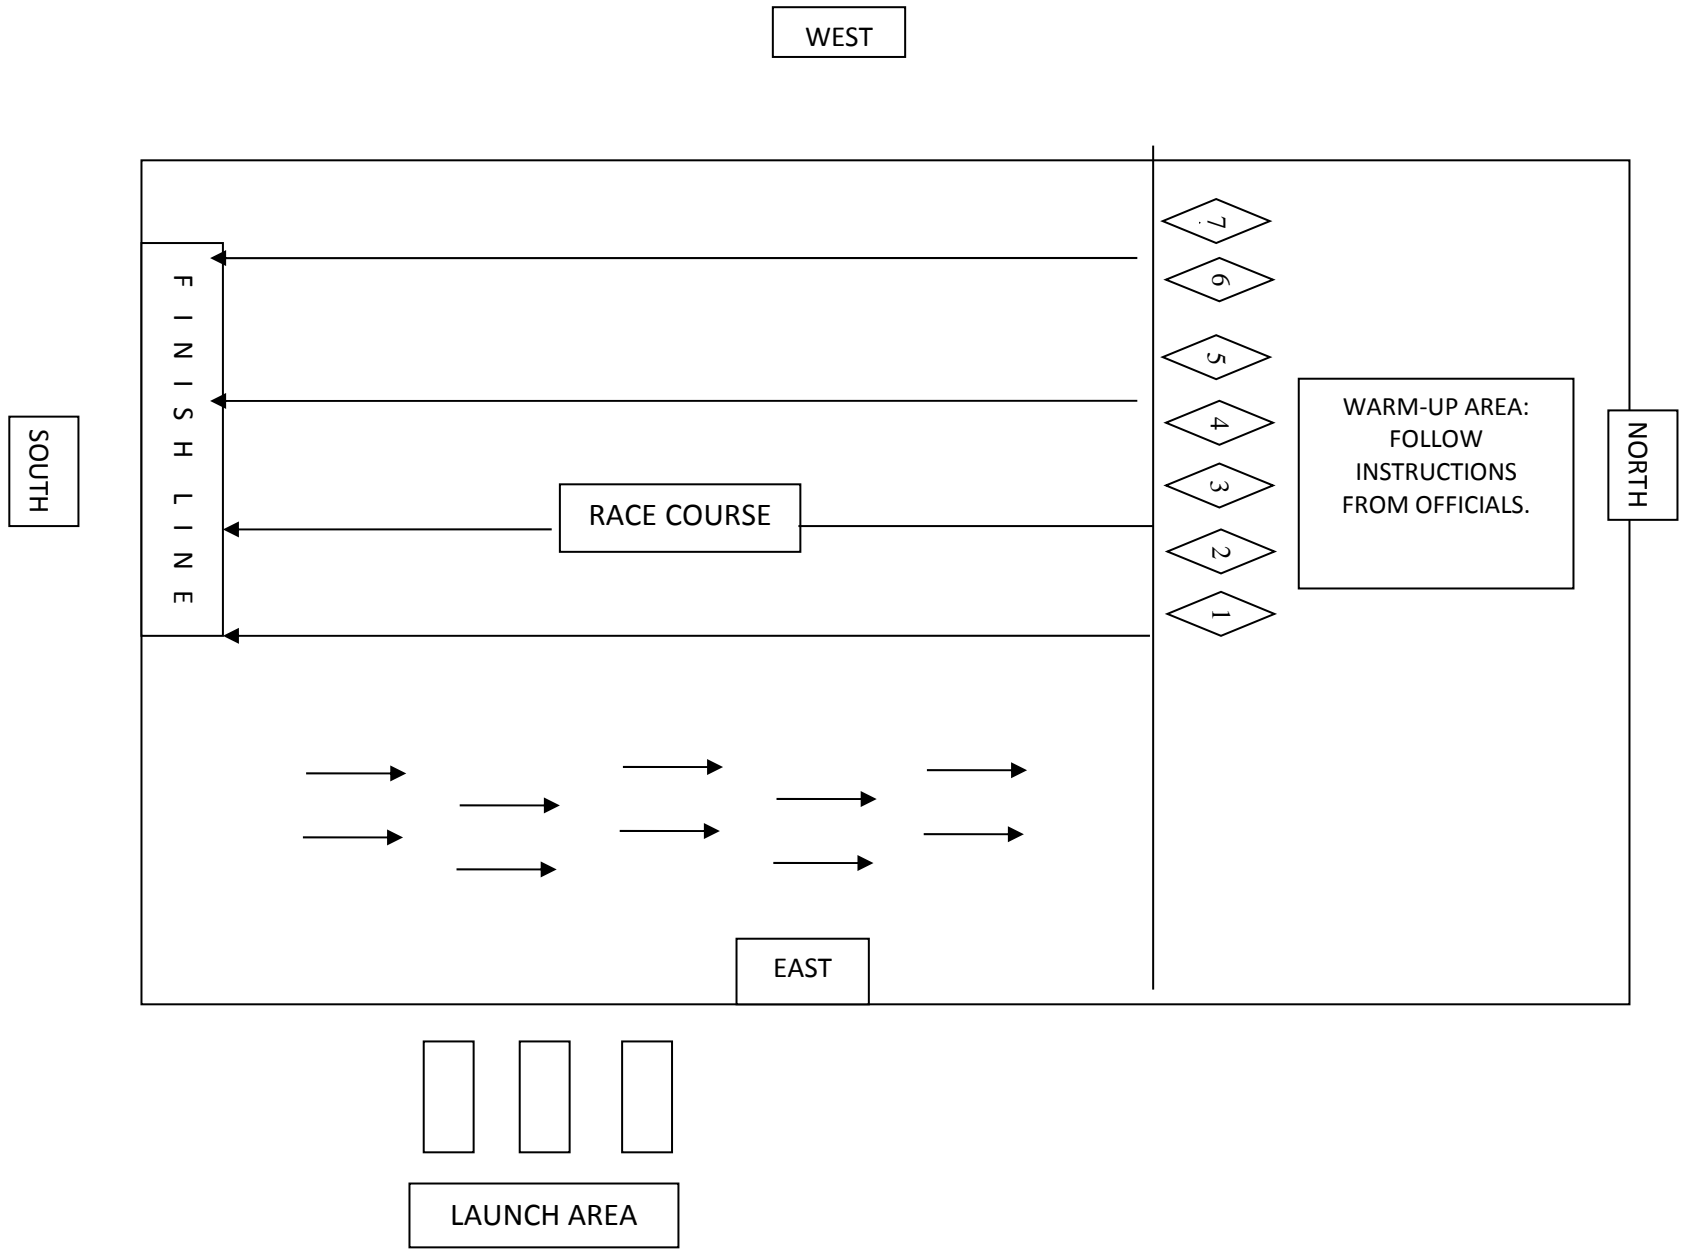 WEST
7
6
5
4
3
2
1
FINISH LINE
SOUTH
WARM-UP AREA:
FOLLOW
INSTRUCTIONS
FROM OFFICIALS.
NORTH
RACE COURSE
EAST
LAUNCH AREA